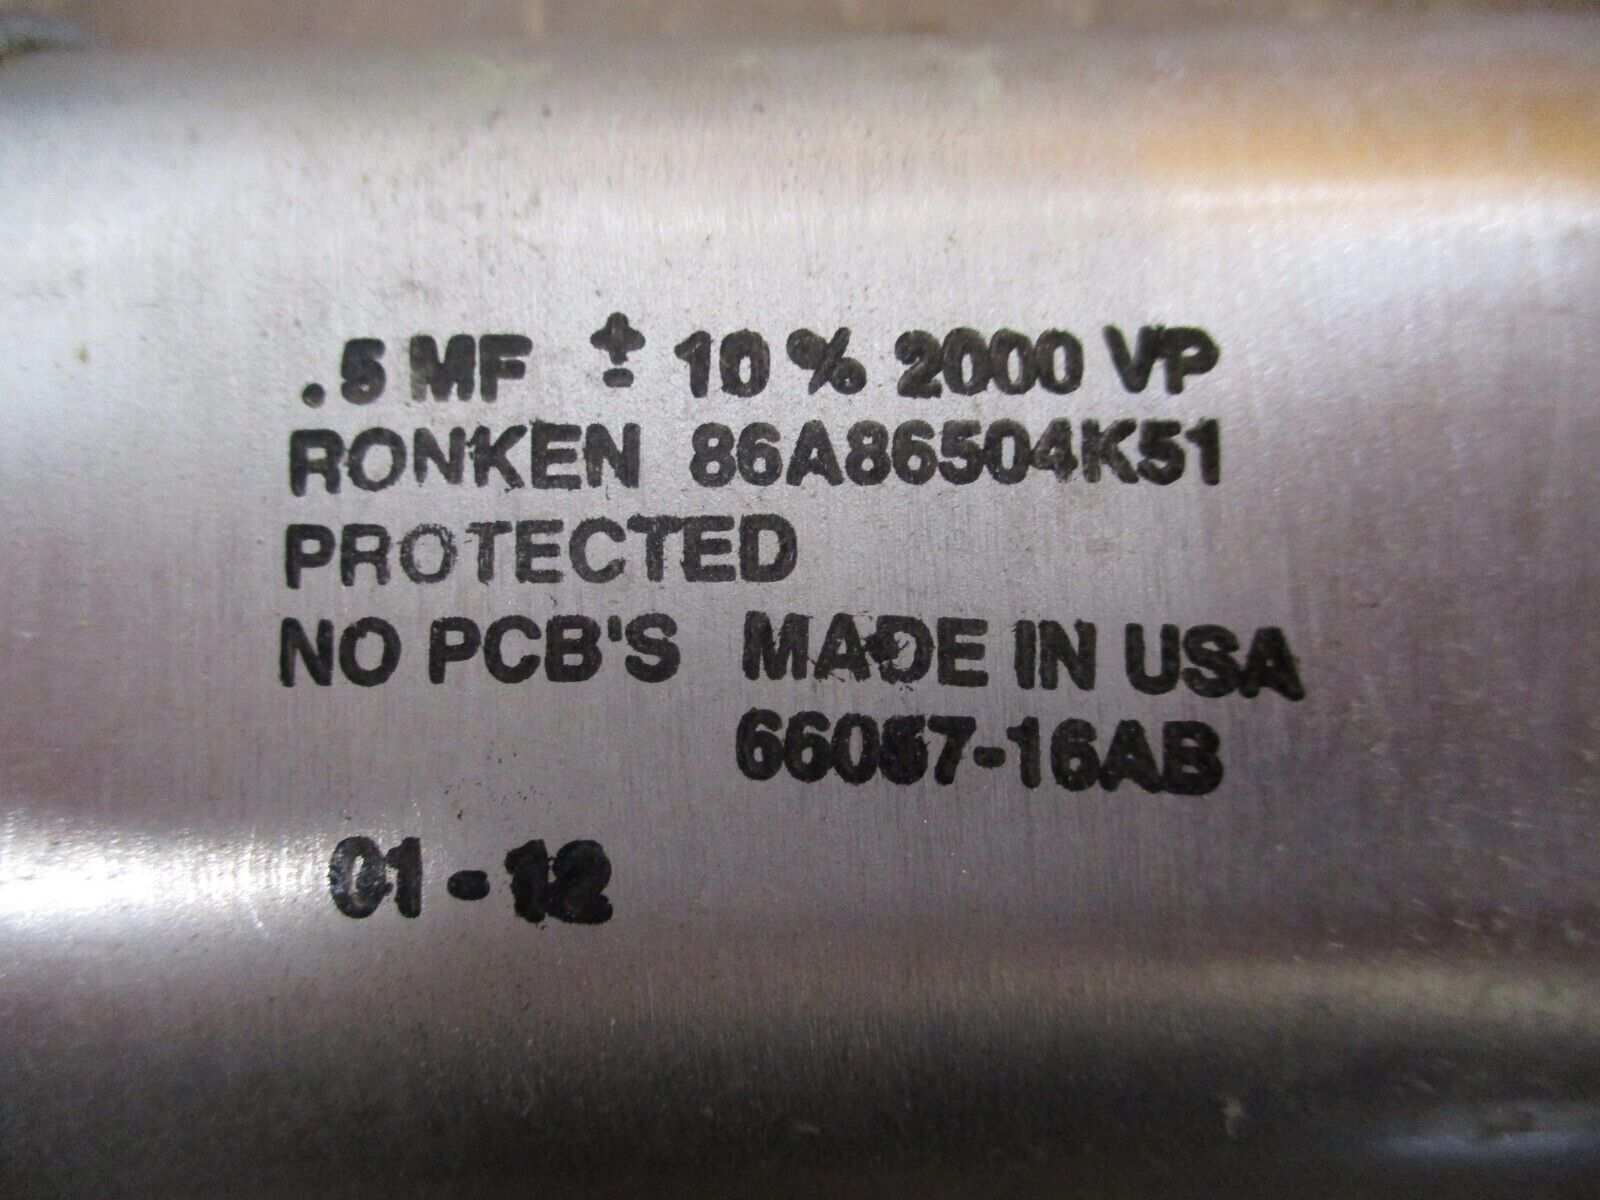 .5 MF ± 10 % 2000 VP
RONKEN 86A86504K51
PROTECTED
NO PCB'S MADE IN USA
66057-16AB
01-12